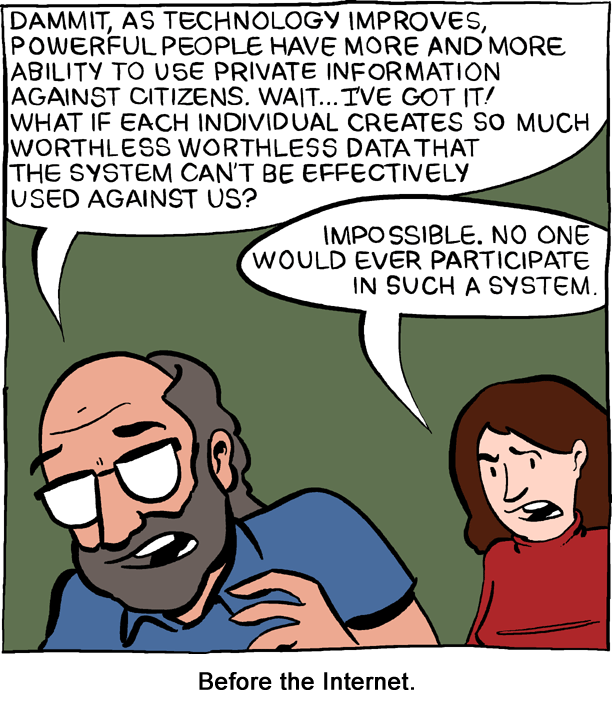 DAMMIT, AS TECHNOLOGY IMPROVES,
POWERFUL PEOPLE HAVE MORE AND MORE
ABILITY TO USE PRIVATE INFORMATION
AGAINST CITIZENS. WAIT...I'VE GOT IT!
WHAT IF EACH INDIVIDUAL CREATES SO MUCH
WORTHLESS WORTHLESS DATA THAT
THE SYSTEM CAN'T BE EFFECTIVELY
USED AGAINST US?
IMPOSSIBLE. NO ONE
WOULD EVER PARTICIPATE
IN SUCH A SYSTEM.
Before the Internet.